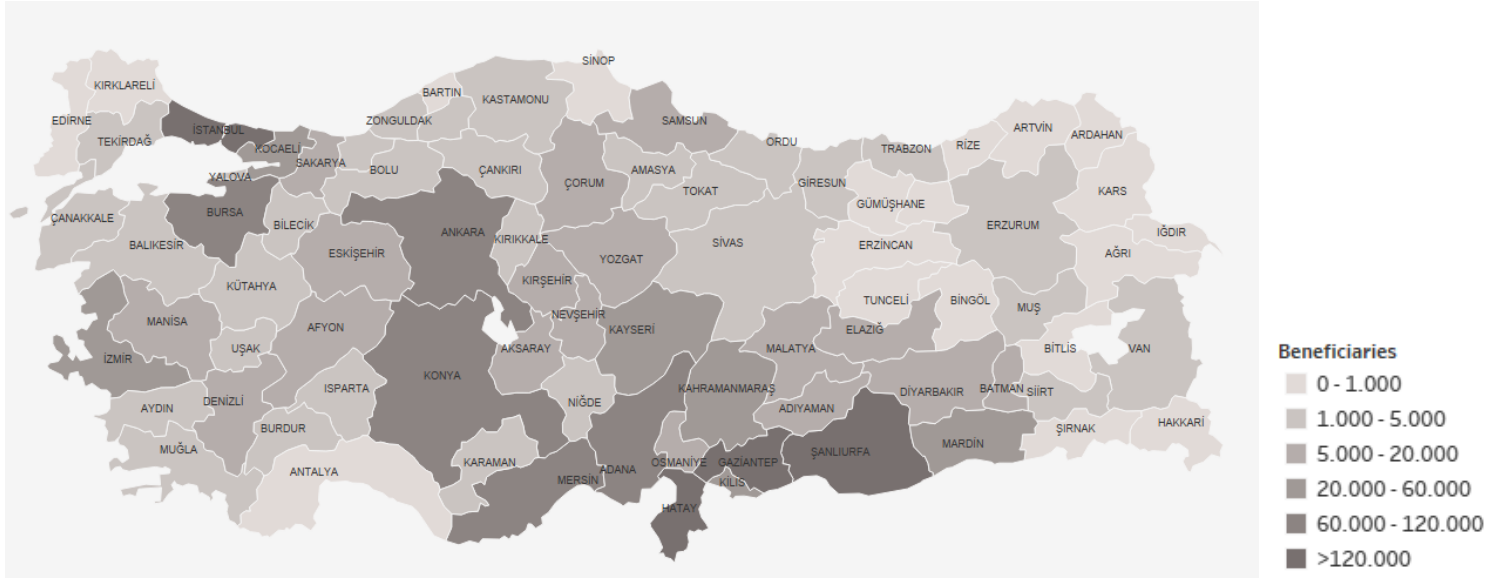 SİNOP
KIRKLARELİ
BARTIN
KASTAMONU
EDİRNE
ZONGULDAK
SAMSUN
ARTVİN
İSTANBUL
ARDAHAN
TEKİRDAĞ
KOCAELİ
ORDU
TRABZON
RİZE
SAKARYA
BOLU
ÇANKIRI
AMASYA
YALOVA
ÇORUM
GİRESUN
TOKAT
KARS
BURSA
GÜMÜŞHANE
ÇANAKKALE
BİLECİK
ANKARA
ERZURUM
IĞDIR
BALIKESİR
KIRIKKALE
SİVAS
ERZİNCAN
ESKİŞEHİR
YOZGAT
AĞRI
KÜTAHYA
KIRŞEHİR
TUNCELİ
BİNGÖL
MUŞ
MANİSA
AFYON
NEVŞEHİR
KAYSERİ
ELAZIĞ
UŞAK
AKSARAY
MALATYA
BİTLİS
VAN
İZMİR
KONYA
ISPARTA
KAHRAMANMARAŞ
DİYARBAKIR
BATMAN
SİİRT
DENİZLİ
NİĞDE
AYDIN
ADIYAMAN
BURDUR
ŞIRNAK
HAKKARİ
MUĞLA
MARDİN
ŞANLIURFA
KARAMAN
OSMANİYE
GAZİANTEP
ANTALYA
ADANA
MERSİN
KİLİS
HATAY
Beneficiaries
0 - 1.000
1.000 - 5.000
5.000 - 20.000
20.000 - 60.000
60.000 - 120.000
>120.000